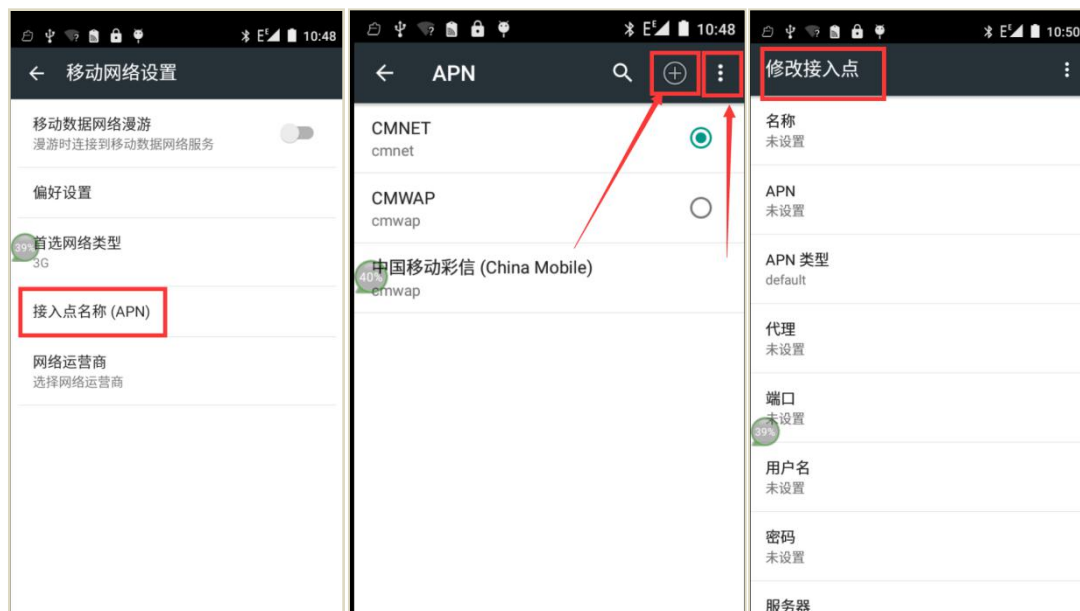 10:48
移动网络设置
移动数据网络漫游
漫游时连接到移动数据网络服务
偏好设置
39%
首选网络类型
3G
接入点名称 (APN)
网络运营商
选择网络运营商
10:48
APN
CMNET
cmnet
CMWAP
cmwap
40%
中国移动彩信 (China Mobile)
cmwap
10:50
修改接入点
名称
未设置
APN
未设置
APN 类型
default
代理
未设置
端口
未设置
39%
用户名
未设置
密码
未设置
服务器